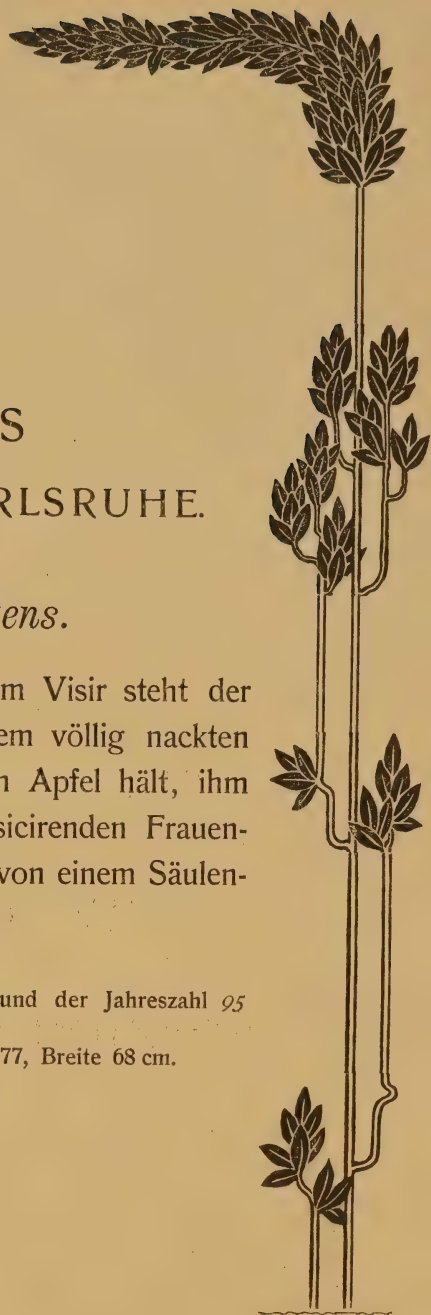 S
RLSRUHE.
ens.
m Visir steht der
em völlig nackten
n Apfel hält, ihm
sicirenden Frauen-
von einem Säulen-
und der Jahreszahl 95
77, Breite 68 cm.